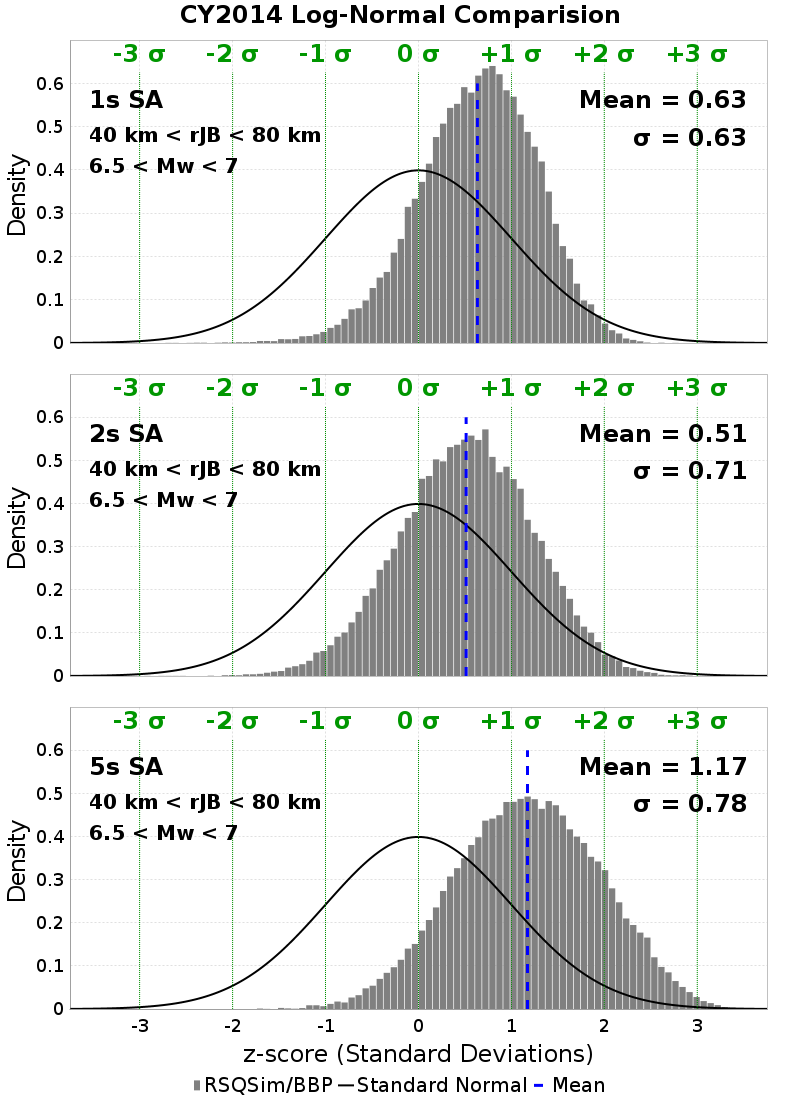 CY2014 Log-Normal Comparision
-3 σ -2 σ -1 σ 0 σ +1 σ +2 σ +3 σ
1s SA
Mean = 0.63
40 km < rJB < 80 km
σ = 0.63
6.5 < Mw < 7
Density
0.6
0.5
0.4
0.3
0.2
0.1
0
-3 σ -2 σ -1 σ 0 σ +1 σ +2 σ +3 σ
2s SA
Mean = 0.51
40 km < rJB < 80 km
σ = 0.71
6.5 < Mw < 7
Density
0.6
0.5
0.4
0.3
0.2
0.1
0
-3 σ -2 σ -1 σ 0 σ +1 σ +2 σ +3 σ
5s SA
Mean = 1.17
40 km < rJB < 80 km
σ = 0.78
6.5 < Mw < 7
Density
0.6
0.5
0.4
0.3
0.2
0.1
0
-3 -2 -1 0 1 2 3
z-score (Standard Deviations)
RSQSim/BBP Standard Normal Mean